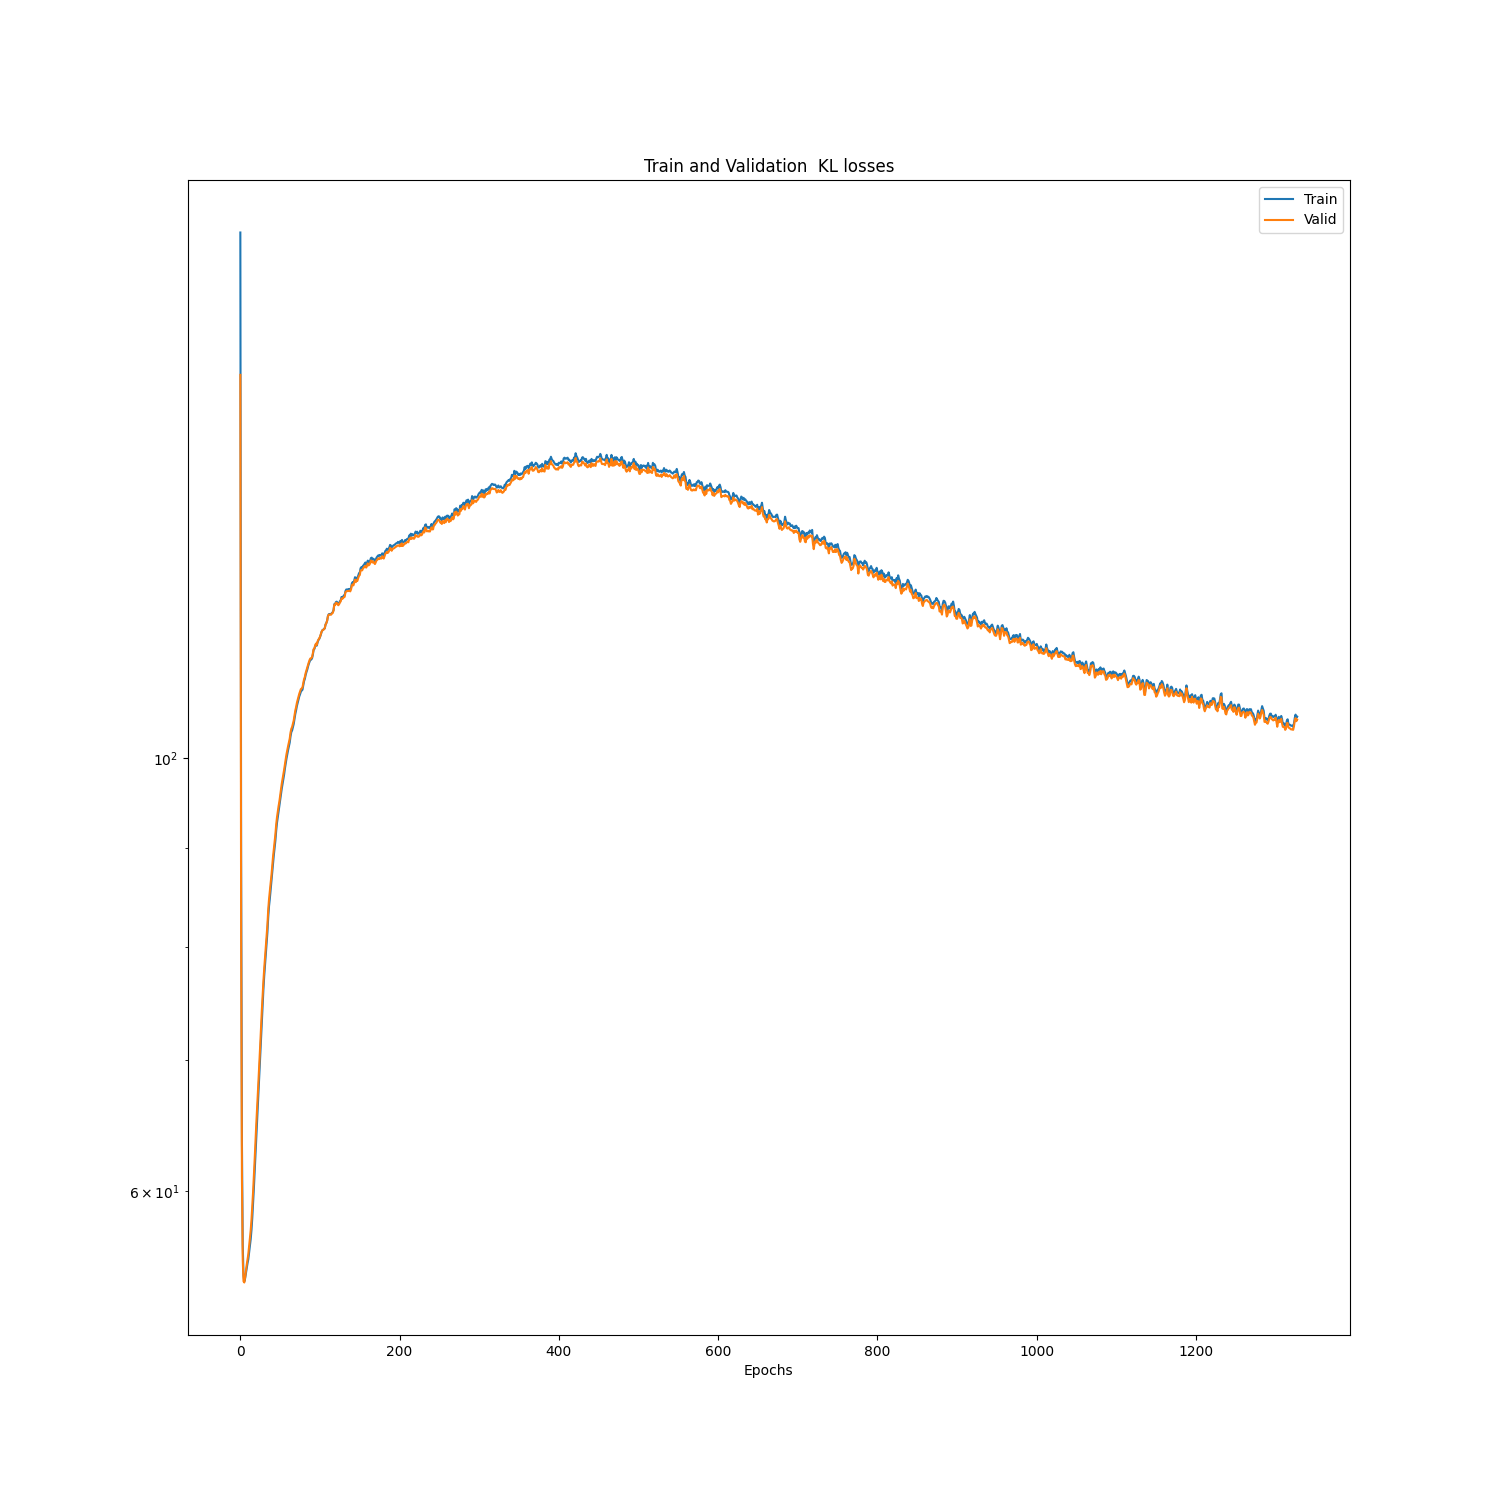 Train and Validation  KL losses
Train
Valid
10²
6 × 10¹
0 200 400 600 800 1000 1200
Epochs